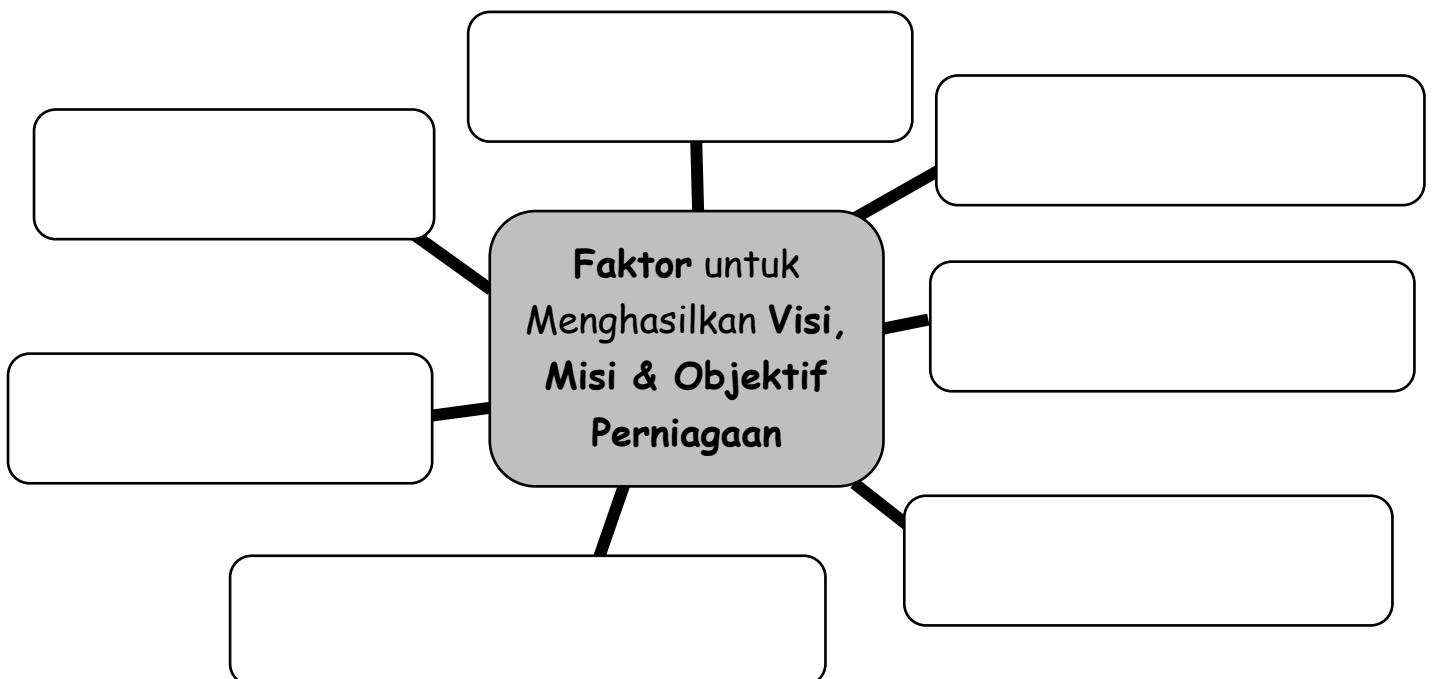 Faktor untuk
Menghasilkan Visi,
Misi & Objektif
Perniagaan